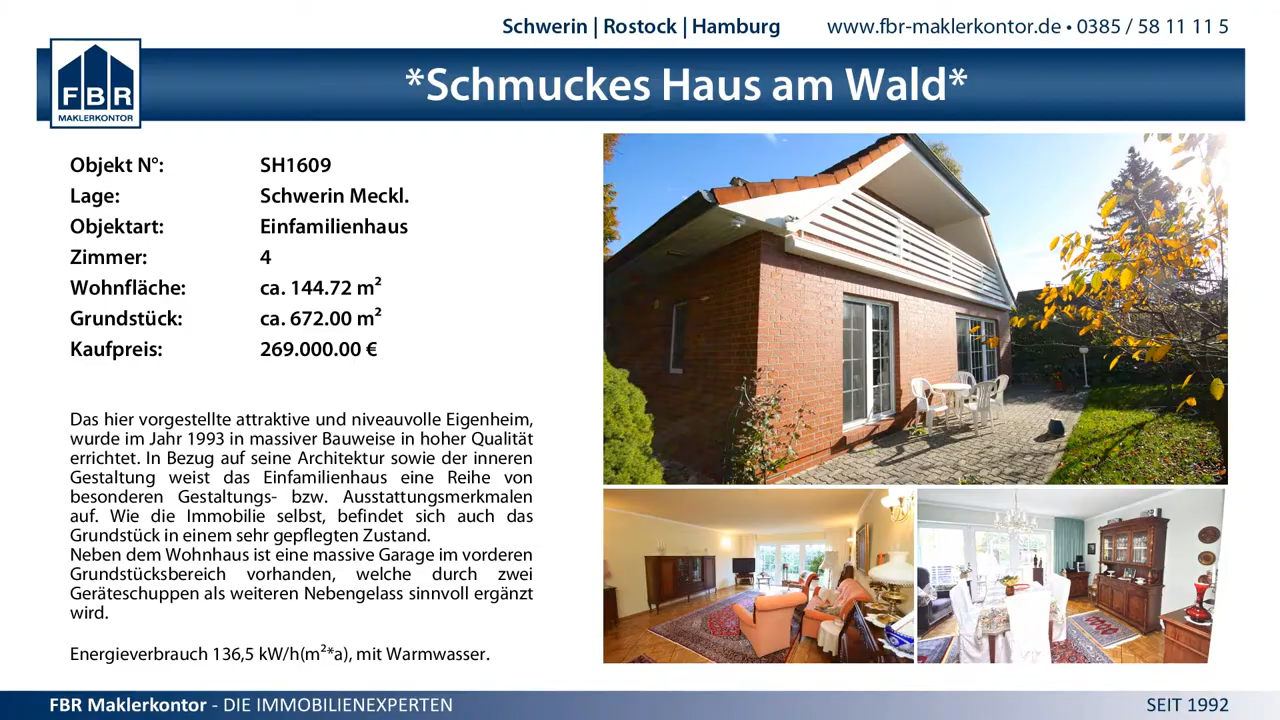 Schwerin | Rostock | Hamburg www.fbr-maklerkontor.de • 0385 / 58 11 11 5
FBR
MAKLERKONTOR
*Schmuckes Haus am Wald*
Objekt N°: SH1609
Lage: Schwerin Meckl.
Objektart: Einfamilienhaus
Zimmer: 4
Wohnfläche: ca. 144.72 m²
Grundstück: ca. 672.00 m²
Kaufpreis: 269.000.00 €
Das hier vorgestellte attraktive und niveauvolle Eigenheim,
wurde im Jahr 1993 in massiver Bauweise in hoher Qualität
errichtet. In Bezug auf seine Architektur sowie der inneren
Gestaltung weist das Einfamilienhaus eine Reihe von
besonderen Gestaltungs- bzw. Ausstattungsmerkmalen
auf. Wie die Immobilie selbst, befindet sich auch das
Grundstück in einem sehr gepflegten Zustand.
Neben dem Wohnhaus ist eine massive Garage im vorderen
Grundstücksbereich vorhanden, welche durch zwei
Geräteschuppen als weiteren Nebengelass sinnvoll ergänzt
wird.
Energieverbrauch 136,5 kW/h(m²*a), mit Warmwasser.
FBR Maklerkontor - DIE IMMOBILIENEXPERTEN SEIT 1992